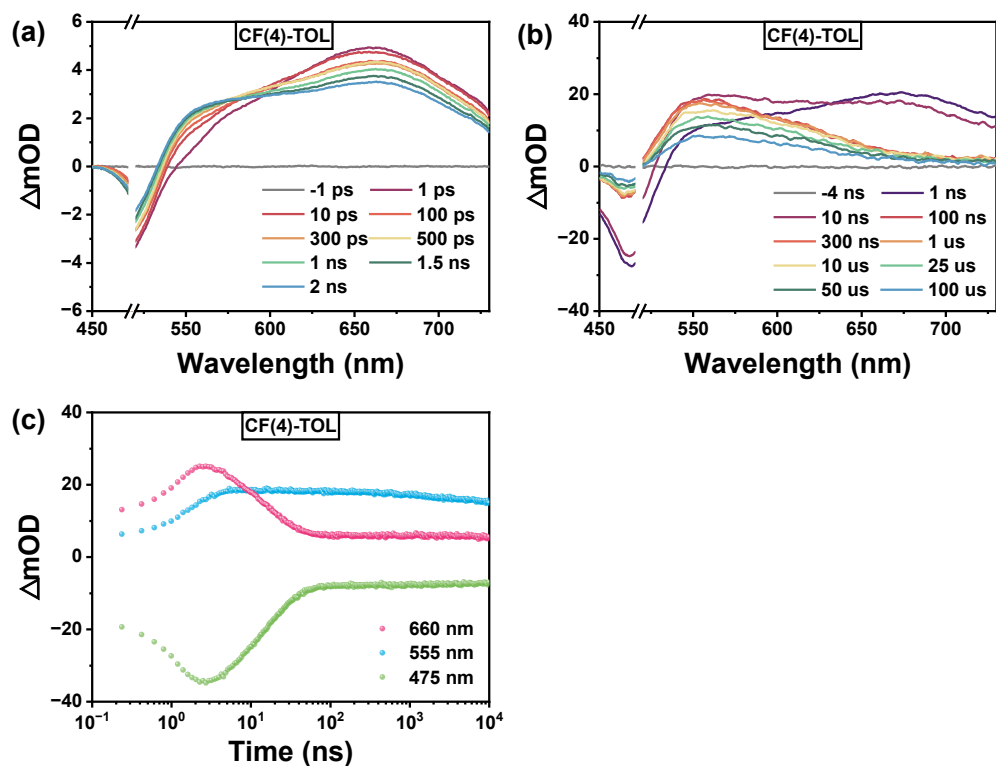 (a)
CF(4)-TOL
6
4
2
0
-2
-4
6
ΔmOD
-1 ps
1 ps
10 ps
100 ps
300 ps
500 ps
1 ns
1.5 ns
2 ns
450
550
600
650
700
Wavelength (nm)
(b)
CF(4)-TOL
40
20
0
-20
-40
ΔmOD
-4 ns
1 ns
10 ns
100 ns
300 ns
1 us
10 us
25 us
50 us
100 us
450
550
600
650
700
Wavelength (nm)
(c)
CF(4)-TOL
40
20
0
-20
-40
ΔmOD
660 nm
555 nm
475 nm
10⁻¹
10⁰
10¹
10²
10³
10⁴
Time (ns)